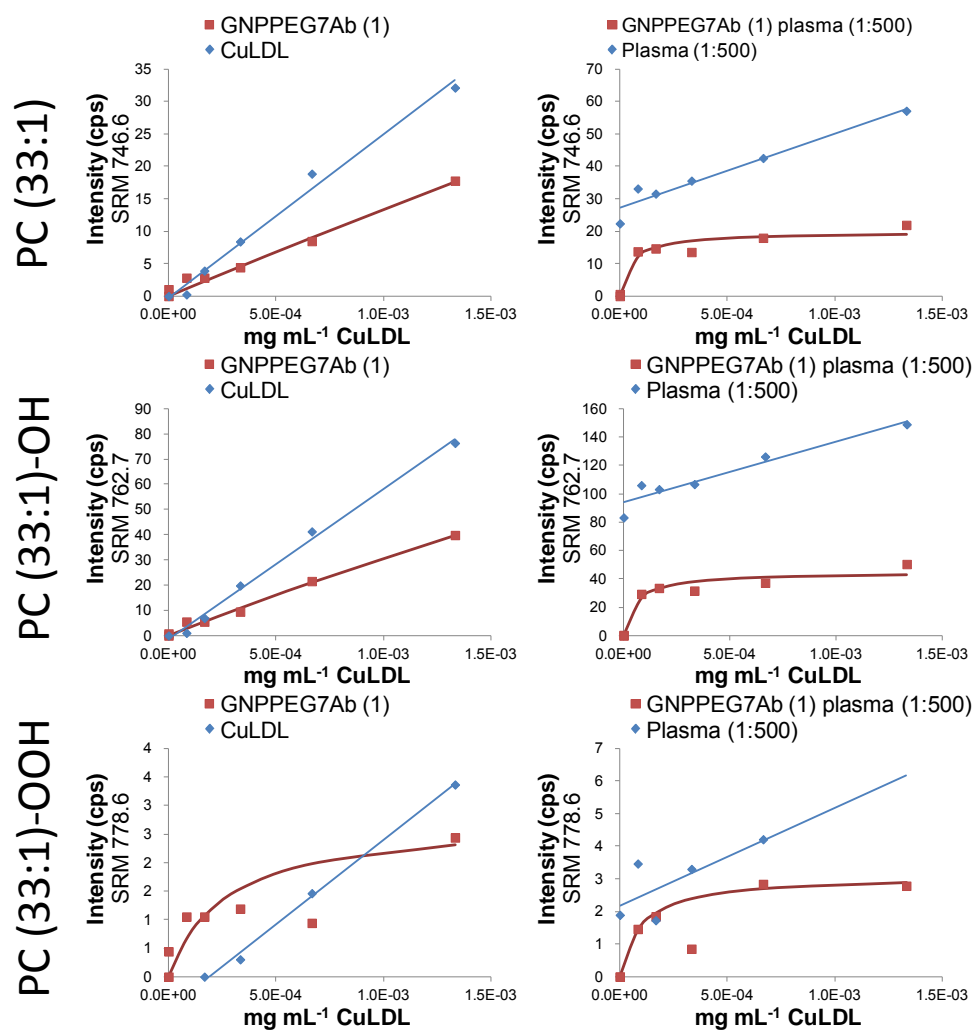 GNPPEG7Ab (1)
CuLDL
PC (33:1)
Intensity (cps)
SRM 746.6
35
30
25
20
15
10
5
0
0.0E+00 5.0E-04 1.0E-03 1.5E-03
mg mL⁻¹ CuLDL
GNPPEG7Ab (1) plasma (1:500)
Plasma (1:500)
Intensity (cps)
SRM 746.6
70
60
50
40
30
20
10
0
0.0E+00 5.0E-04 1.0E-03 1.5E-03
mg mL⁻¹ CuLDL
GNPPEG7Ab (1)
CuLDL
PC (33:1)-OH
Intensity (cps)
SRM 762.7
90
80
70
60
50
40
30
20
10
0
0.0E+00 5.0E-04 1.0E-03 1.5E-03
mg mL⁻¹ CuLDL
GNPPEG7Ab (1) plasma (1:500)
Plasma (1:500)
Intensity (cps)
SRM 762.7
160
140
120
100
80
60
40
20
0
0.0E+00 5.0E-04 1.0E-03 1.5E-03
mg mL⁻¹ CuLDL
GNPPEG7Ab (1)
CuLDL
PC (33:1)-OOH
Intensity (cps)
SRM 778.6
4
4
3
3
2
2
1
1
0
0.0E+00 5.0E-04 1.0E-03 1.5E-03
mg mL⁻¹ CuLDL
GNPPEG7Ab (1) plasma (1:500)
Plasma (1:500)
Intensity (cps)
SRM 778.6
7
6
5
4
3
2
1
0
0.0E+00 5.0E-04 1.0E-03 1.5E-03
mg mL⁻¹ CuLDL